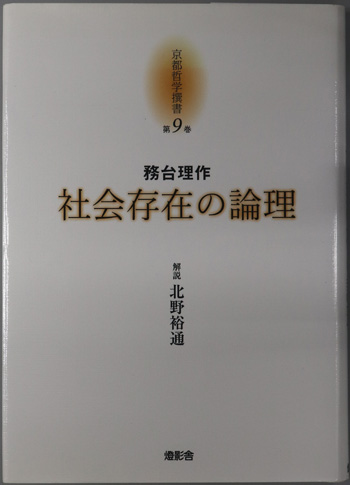 京都哲学撰書
第9巻
務台理作
社会存在の論理
解説
北野裕通
燈影舎